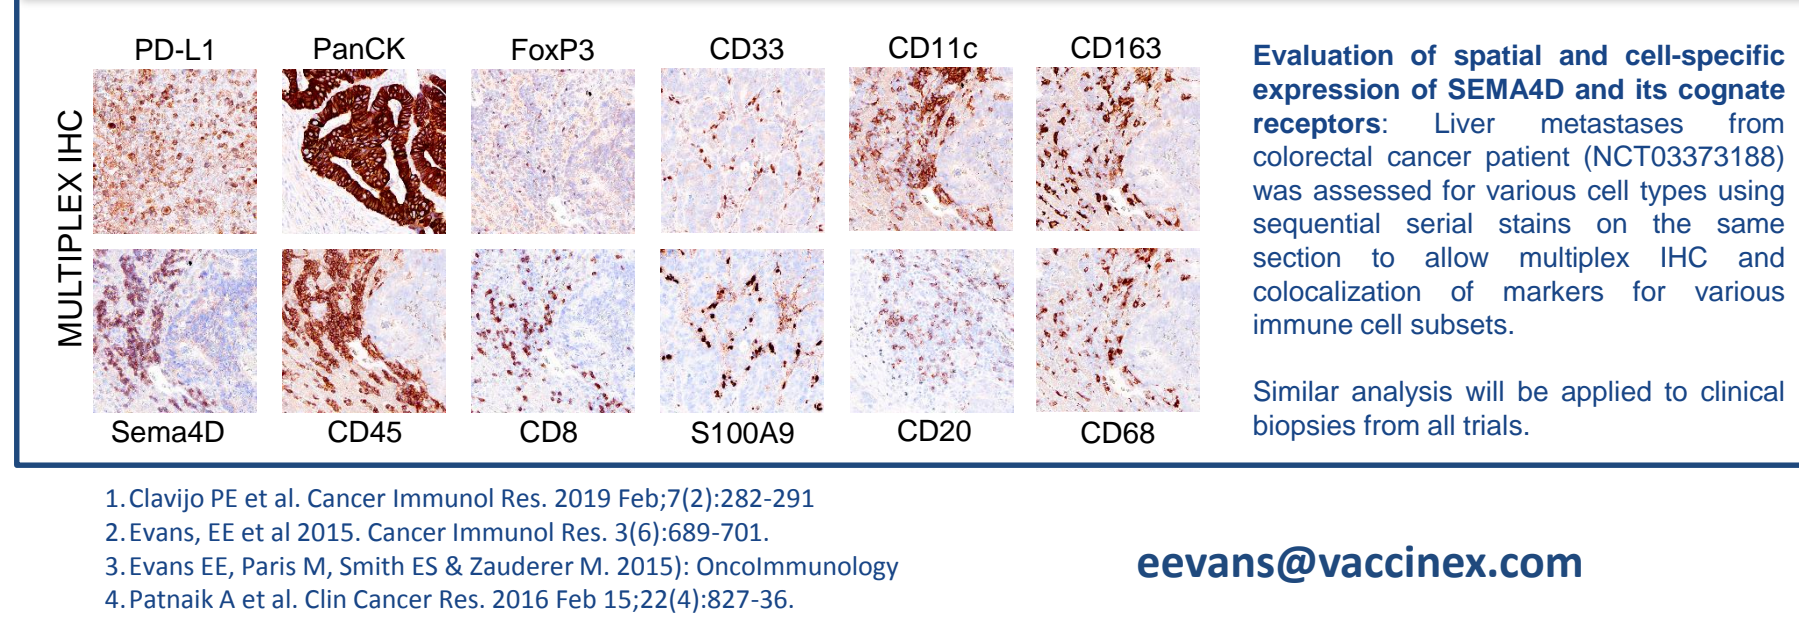 PD-L1 PanCK FoxP3 CD33 CD11c CD163
MULTIPLEX IHC
Sema4D CD45 CD8 S100A9 CD20 CD68
Evaluation of spatial and cell-specific
expression of SEMA4D and its cognate
receptors: Liver metastases from
colorectal cancer patient (NCT03373188)
was assessed for various cell types using
sequential serial stains on the same
section to allow multiplex IHC and
colocalization of markers for various
immune cell subsets.
Similar analysis will be applied to clinical
biopsies from all trials.
1. Clavijo PE et al. Cancer Immunol Res. 2019 Feb;7(2):282-291
2. Evans, EE et al 2015. Cancer Immunol Res. 3(6):689-701.
3. Evans EE, Paris M, Smith ES & Zauderer M. 2015): OncoImmunology
4. Patnaik A et al. Clin Cancer Res. 2016 Feb 15;22(4):827-36.
eevans@vaccinex.com